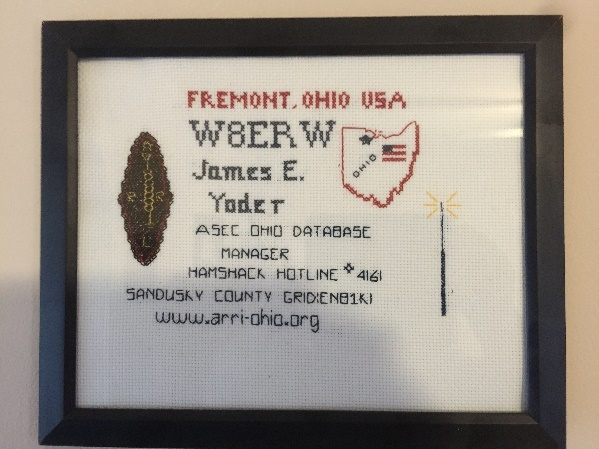 FREMONT, OHIO USA
W8ERW
James E.
Yoder
OHIO
ASEC OHIO DATABASE
MANAGER
HAMSHACK HOTLINE * 4161
SANDUSKY COUNTY GRID:EN81KI
www.arrl-ohio.org